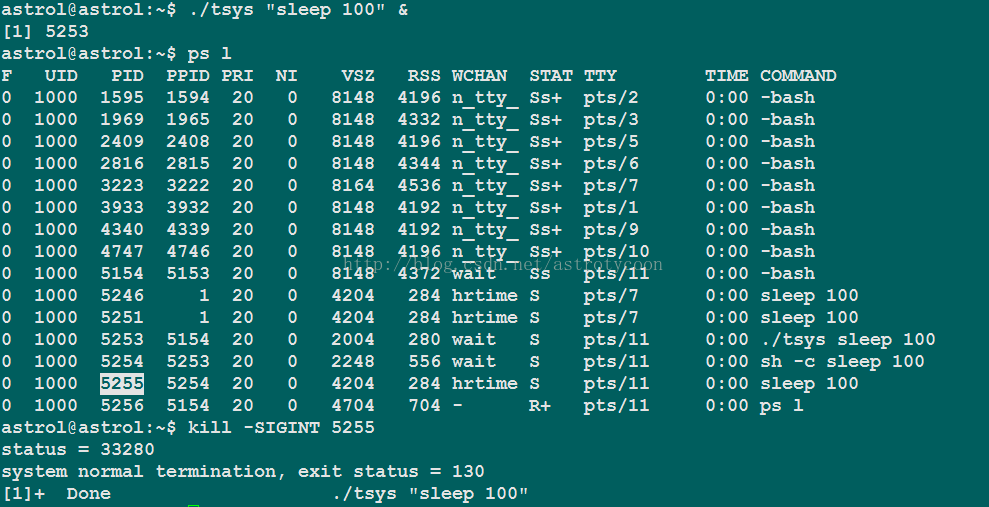 astrol@astrol:~$ ./tsys "sleep 100" &
[1] 5253
astrol@astrol:~$ ps l
F   UID   PID  PPID PRI  NI    VSZ   RSS WCHAN  STAT TTY        TIME COMMAND
0  1000  1595  1594  20   0   8148  4196 n_tty_ Ss+  pts/2      0:00 -bash
0  1000  1969  1965  20   0   8148  4332 n_tty_ Ss+  pts/3      0:00 -bash
0  1000  2409  2408  20   0   8148  4196 n_tty_ Ss+  pts/5      0:00 -bash
0  1000  2816  2815  20   0   8148  4344 n_tty_ Ss+  pts/6      0:00 -bash
0  1000  3223  3222  20   0   8164  4536 n_tty_ Ss+  pts/7      0:00 -bash
0  1000  3933  3932  20   0   8148  4192 n_tty_ Ss+  pts/1      0:00 -bash
0  1000  4340  4339  20   0   8148  4192 n_tty_ Ss+  pts/9      0:00 -bash
0  1000  4747  4746  20   0   8148  4196 n_tty_ Ss+  pts/10     0:00 -bash
http://blog.csdn.net/astrotycoon
0  1000  5154  5153  20   0   8148  4372 wait   Ss   pts/11     0:00 -bash
0  1000  5246     1  20   0   4204   284 hrtime S    pts/7      0:00 sleep 100
0  1000  5251     1  20   0   4204   284 hrtime S    pts/7      0:00 sleep 100
0  1000  5253  5154  20   0   2004   280 wait   S    pts/11     0:00 ./tsys sleep 100
0  1000  5254  5253  20   0   2248   556 wait   S    pts/11     0:00 sh -c sleep 100
0  1000  5255  5254  20   0   4204   284 hrtime S    pts/11     0:00 sleep 100
0  1000  5256  5154  20   0   4704   704 -      R+   pts/11     0:00 ps l
astrol@astrol:~$ kill -SIGINT 5255
status = 33280
system normal termination, exit status = 130
[1]+  Done                    ./tsys "sleep 100"